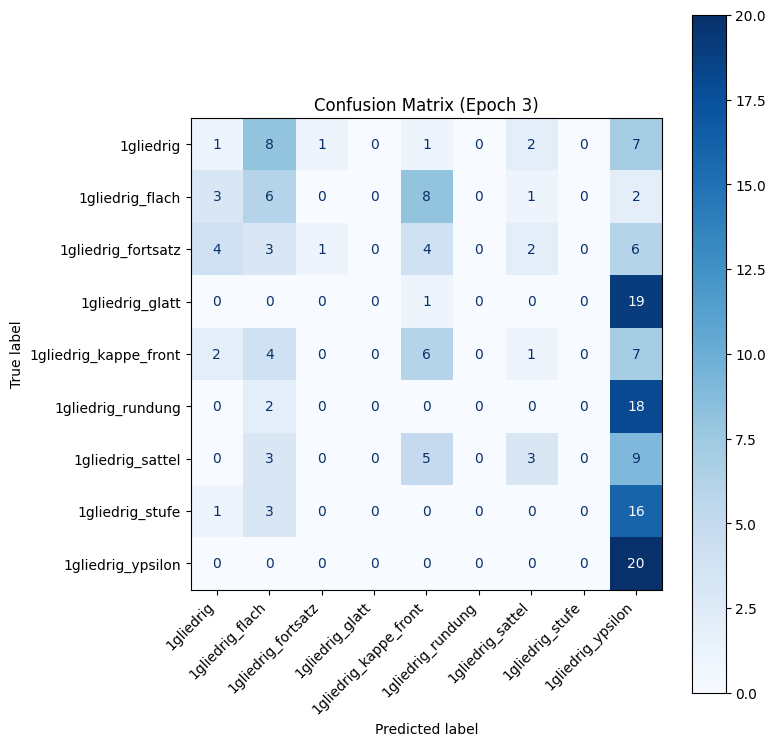 Confusion Matrix (Epoch 3)
True label
1gliedrig 1 8 1 0 1 0 2 0 7
1gliedrig_flach 3 6 0 0 8 0 1 0 2
1gliedrig_fortsatz 4 3 1 0 4 0 2 0 6
1gliedrig_glatt 0 0 0 0 1 0 0 0 19
1gliedrig_kappe_front 2 4 0 0 6 0 1 0 7
1gliedrig_rundung 0 2 0 0 0 0 0 0 18
1gliedrig_sattel 0 3 0 0 5 0 3 0 9
1gliedrig_stufe 1 3 0 0 0 0 0 0 16
1gliedrig_ypsilon 0 0 0 0 0 0 0 0 20
1gliedrig
1gliedrig_flach
1gliedrig_fortsatz
1gliedrig_glatt
1gliedrig_kappe_front
1gliedrig_rundung
1gliedrig_sattel
1gliedrig_stufe
1gliedrig_ypsilon
Predicted label
20.0
17.5
15.0
12.5
10.0
7.5
5.0
2.5
0.0